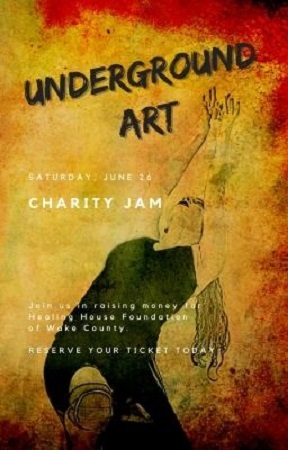 UNDERGROUND
ART
SATURDAY, JUNE 26
CHARITY JAM
Join us in raising money for
Healing House Foundation
of Wake County.
RESERVE YOUR TICKET TODAY